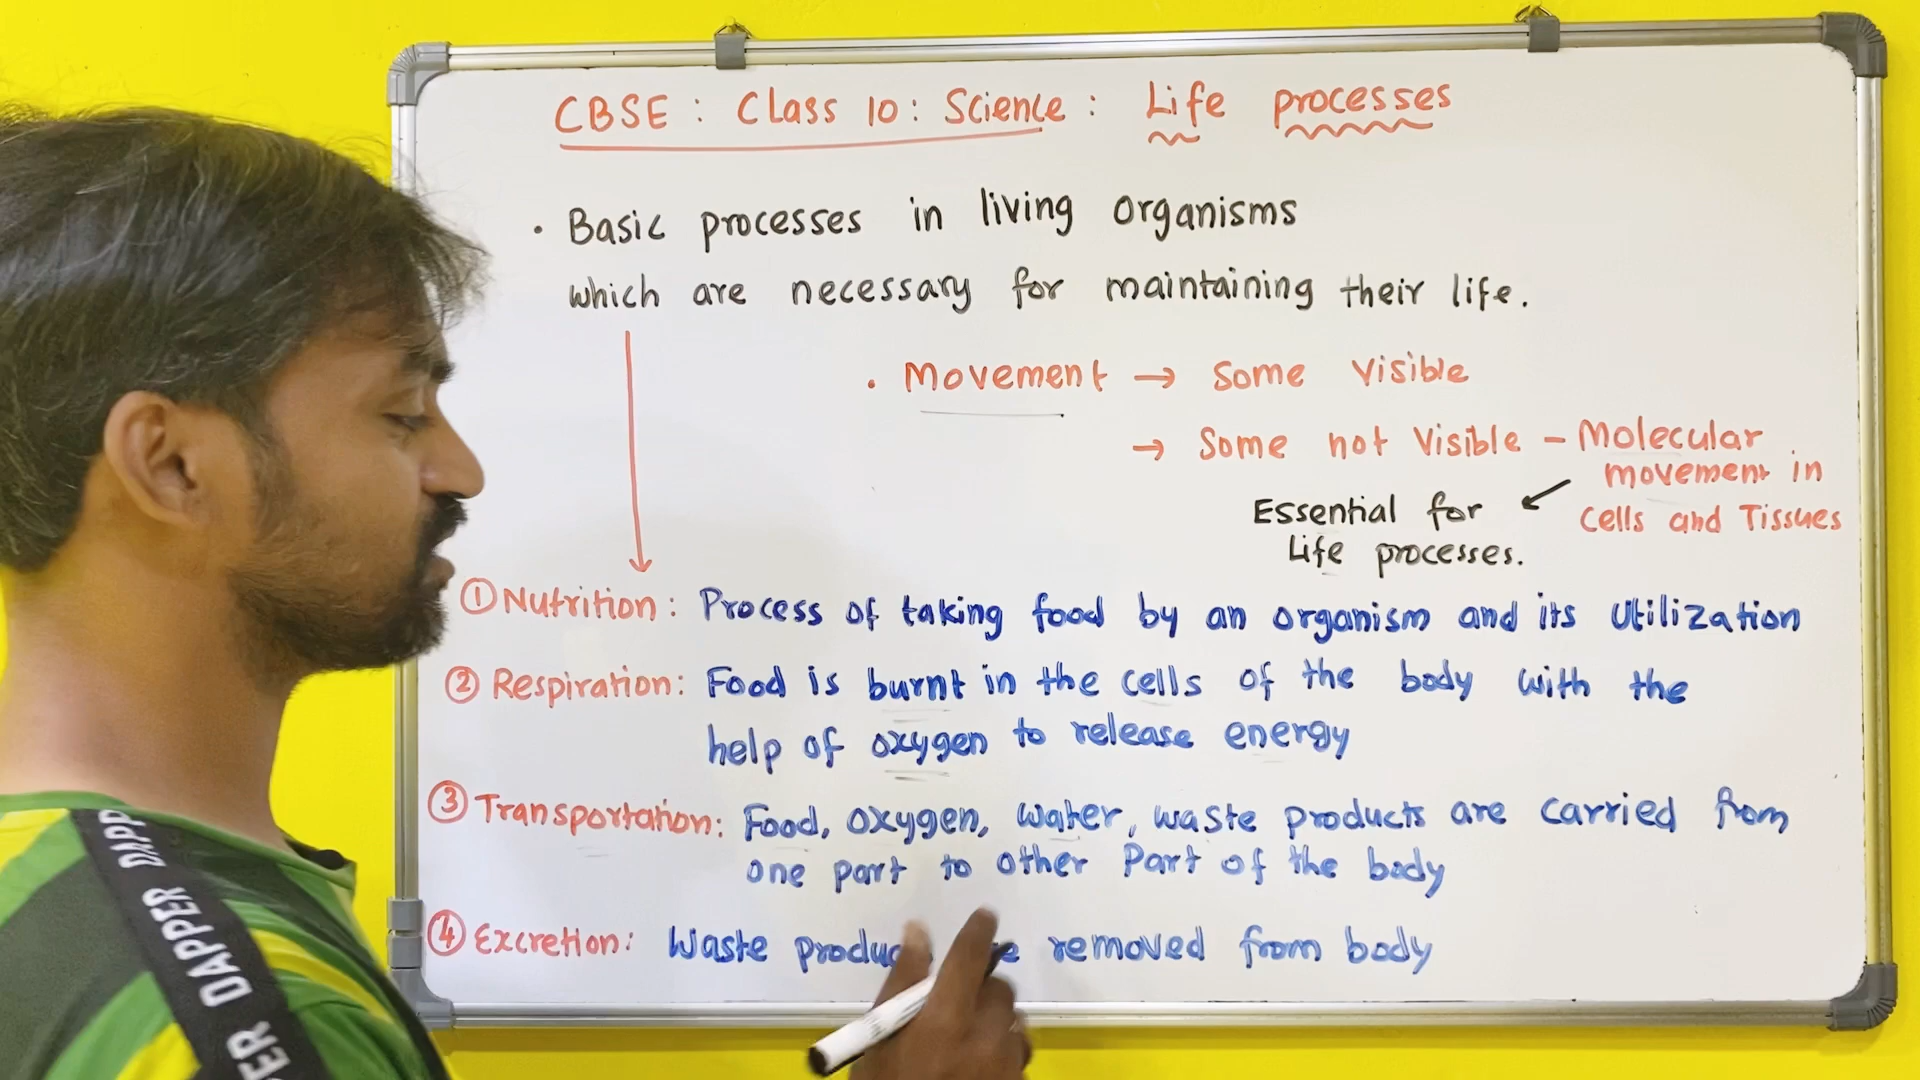 CBSE : Class 10 : Science : Life processes
• Basic processes in living organisms
which are necessary for maintaining their life.
• Movement → Some visible
→ Some not visible – Molecular
movement in
cells and Tissues
Essential for
Life processes.
① Nutrition : Process of taking food by an organism and its utilization
② Respiration : Food is burnt in the cells of the body with the
help of oxygen to release energy
③ Transportation : Food, oxygen, water, waste products are carried from
one part to other part of the body
④ Excretion : Waste removed from body
DAPPER DAPP
ER